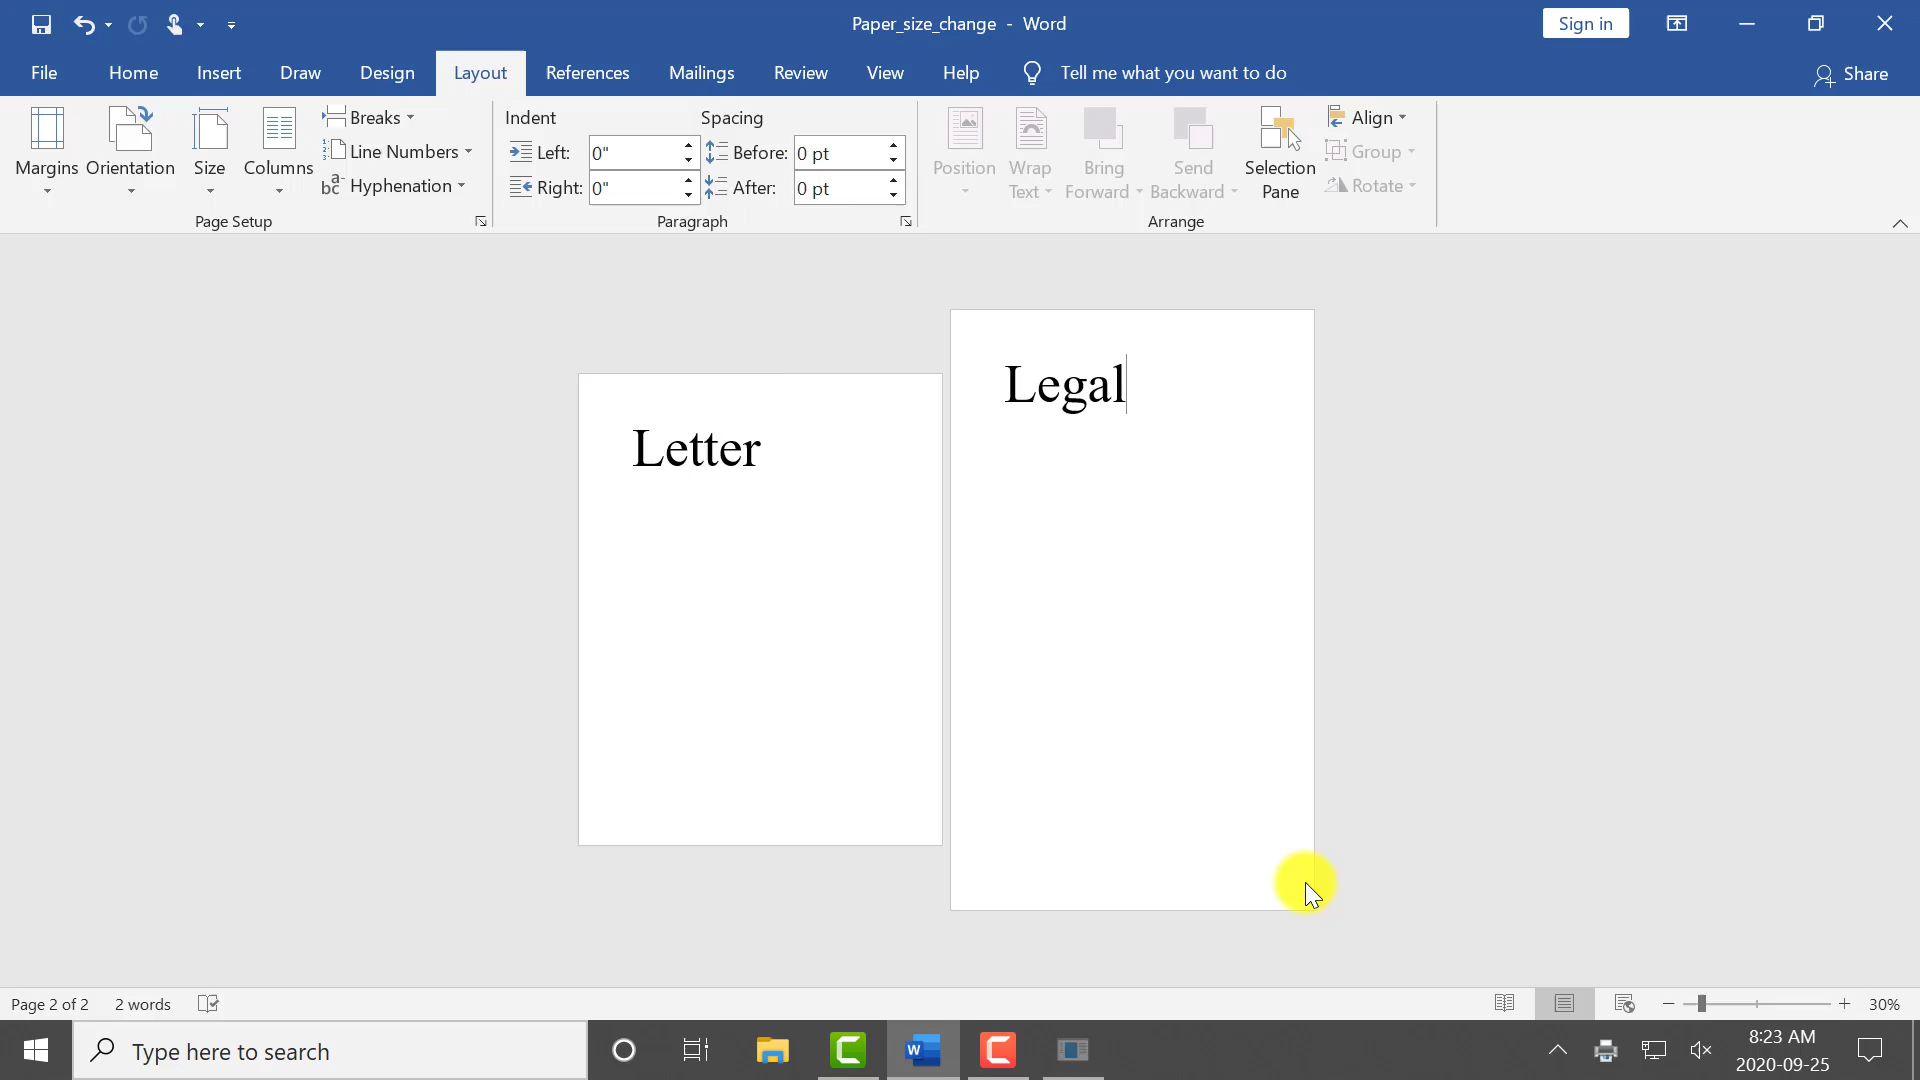 Paper_size_change - Word
Sign in
File Home Insert Draw Design Layout References Mailings Review View Help Tell me what you want to do Share
Margins Orientation Size Columns
Breaks
Line Numbers
bc a- Hyphenation
Page Setup
Indent Spacing
Left: 0" Before: 0 pt
Right: 0" After: 0 pt
Paragraph
Position Wrap Text Bring Forward Send Backward Selection Pane
Align
Group
Rotate
Arrange
Letter
Legal
Page 2 of 2 2 words 30%
Type here to search
W
8:23 AM
2020-09-25